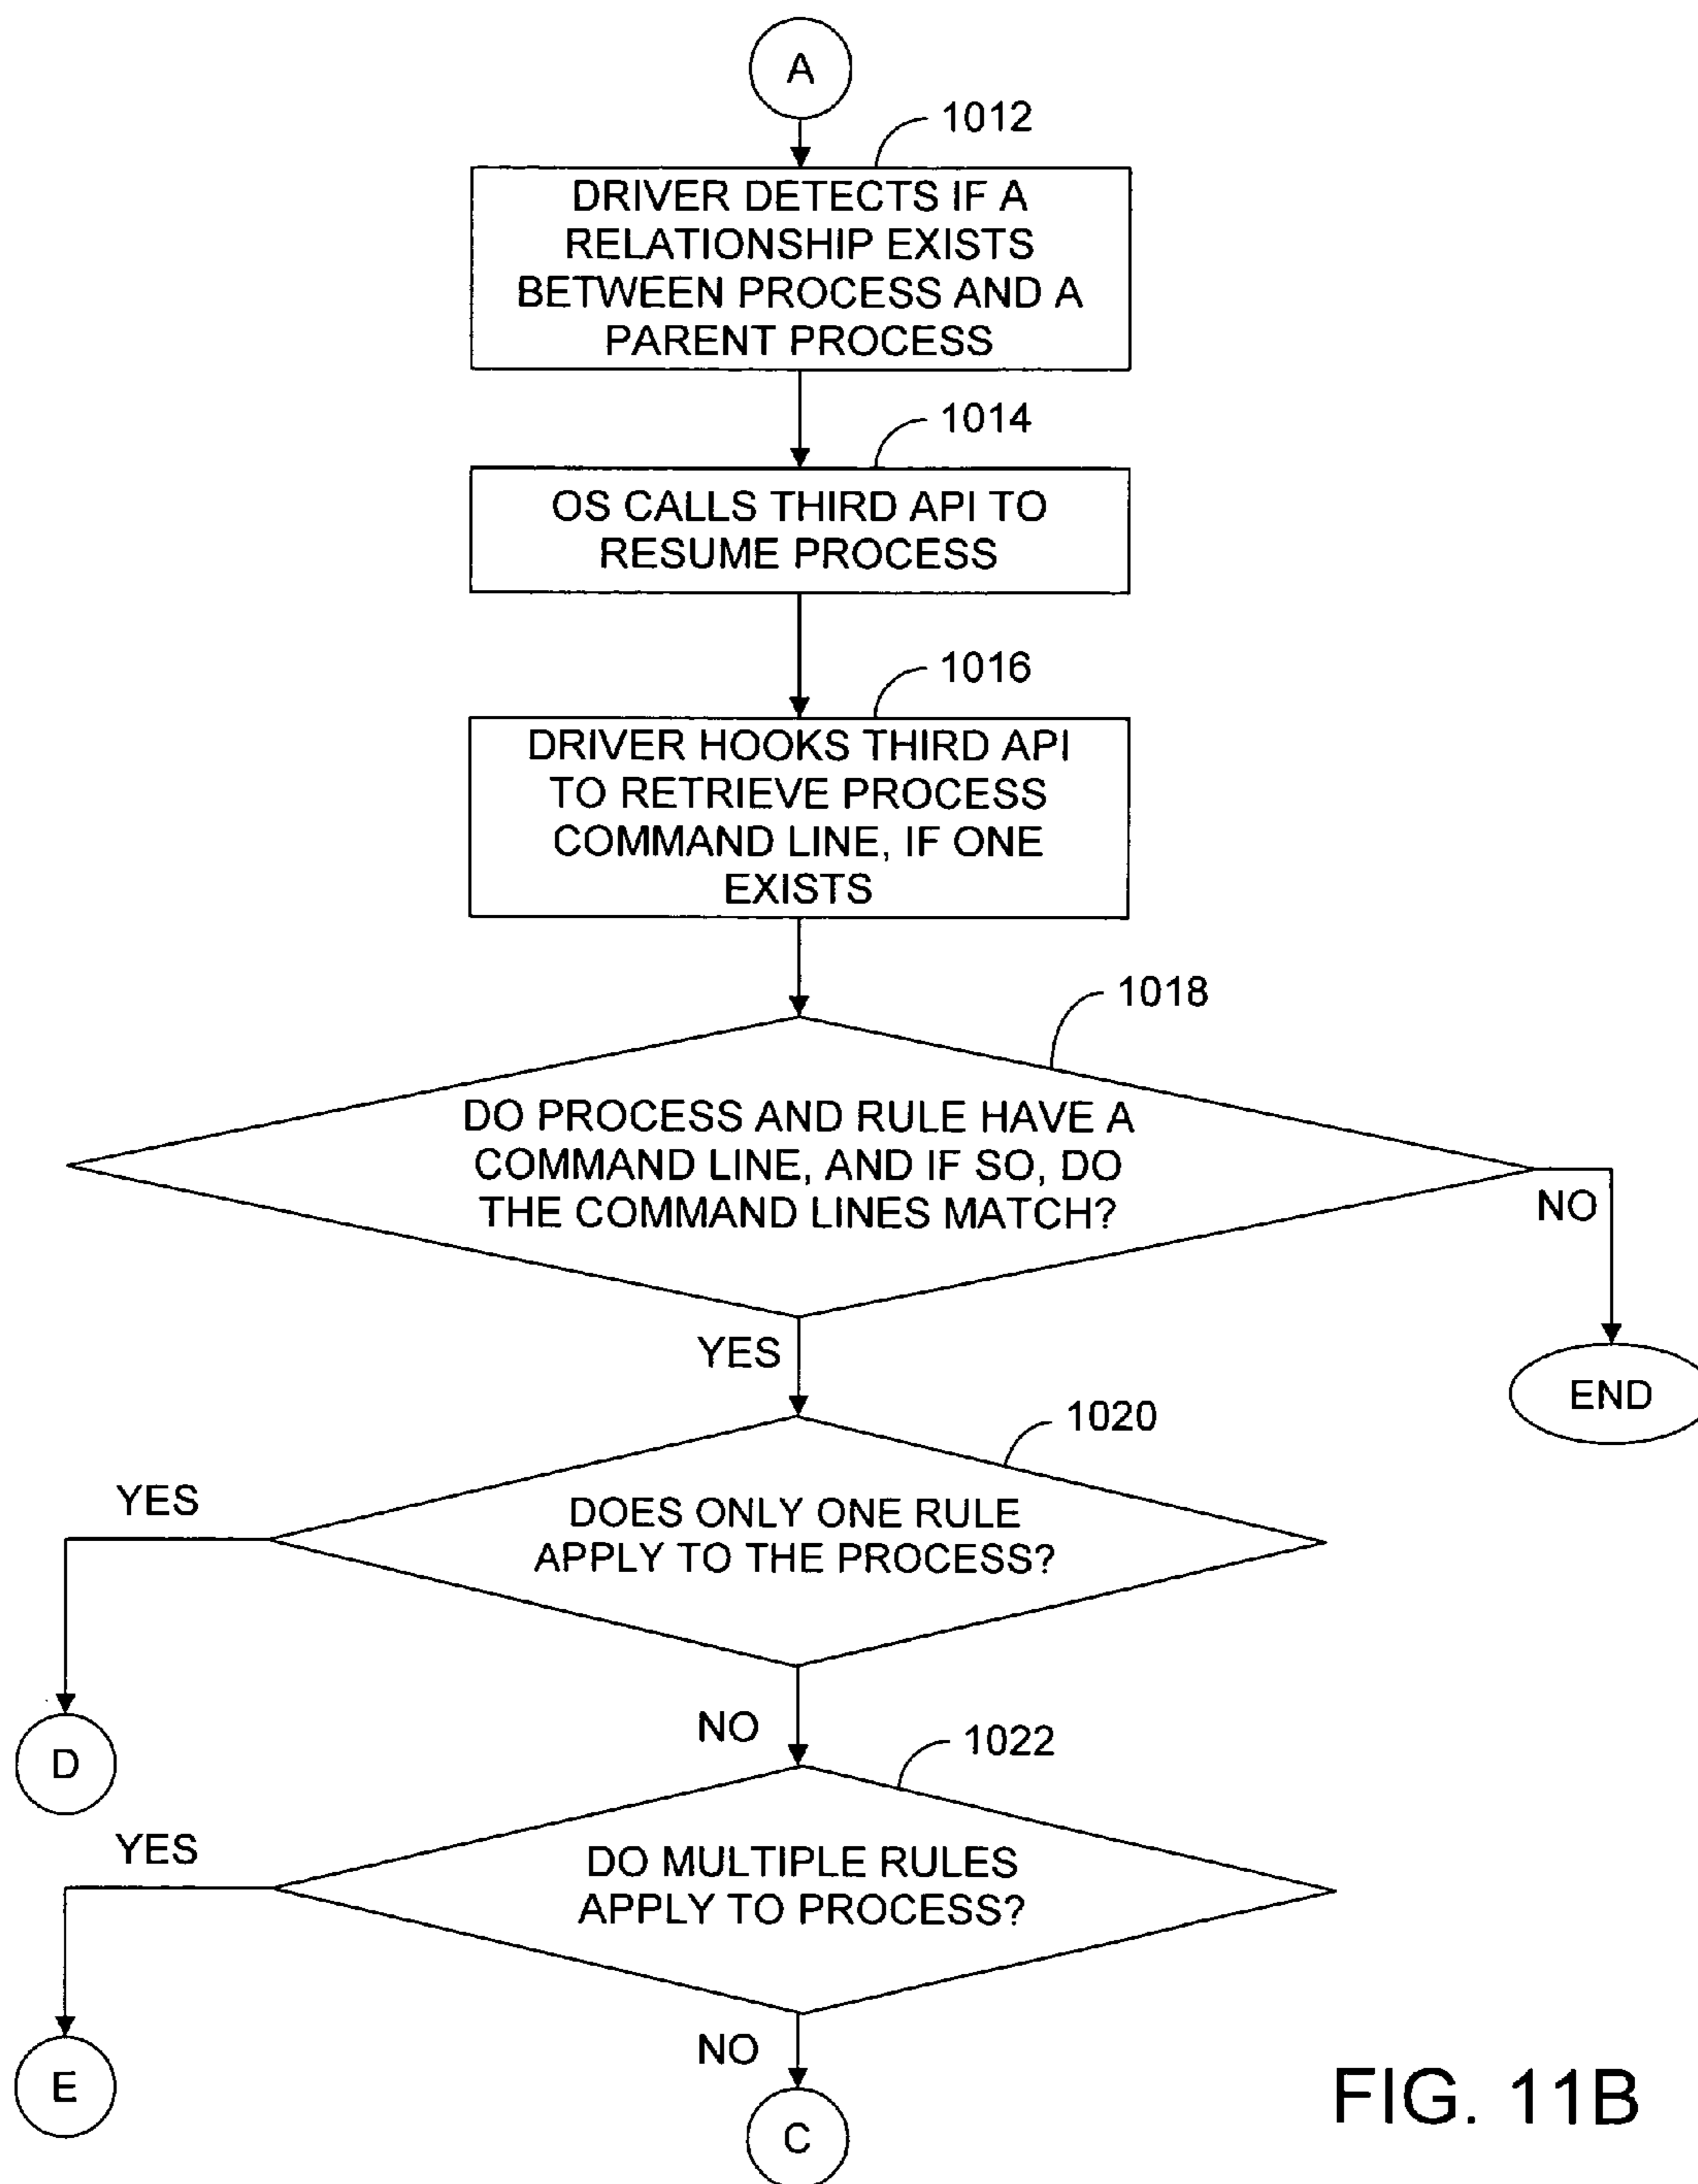 A
1012
DRIVER DETECTS IF A
RELATIONSHIP EXISTS
BETWEEN PROCESS AND A
PARENT PROCESS
1014
OS CALLS THIRD API TO
RESUME PROCESS
1016
DRIVER HOOKS THIRD API
TO RETRIEVE PROCESS
COMMAND LINE, IF ONE
EXISTS
1018
DO PROCESS AND RULE HAVE A
COMMAND LINE, AND IF SO, DO
THE COMMAND LINES MATCH?
NO
YES
END
1020
YES
DOES ONLY ONE RULE
APPLY TO THE PROCESS?
NO
D
1022
YES
DO MULTIPLE RULES
APPLY TO PROCESS?
NO
E
C
FIG. 11B